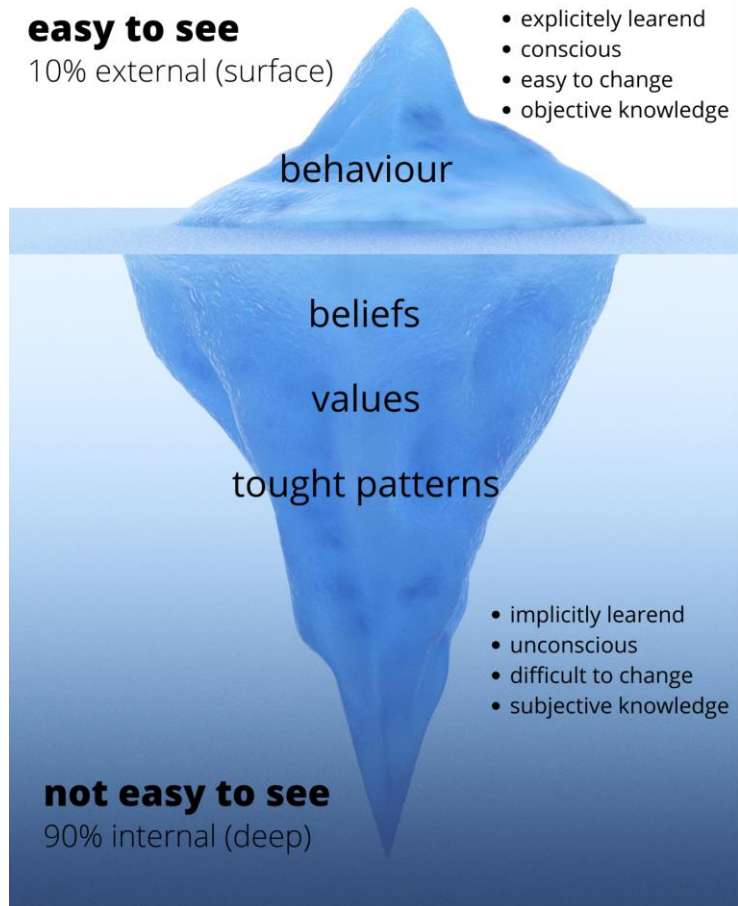 easy to see
10% external (surface)
• explicitely learend
• conscious
• easy to change
• objective knowledge
behaviour
beliefs
values
tought patterns
• implicitly learend
• unconscious
• difficult to change
• subjective knowledge
not easy to see
90% internal (deep)